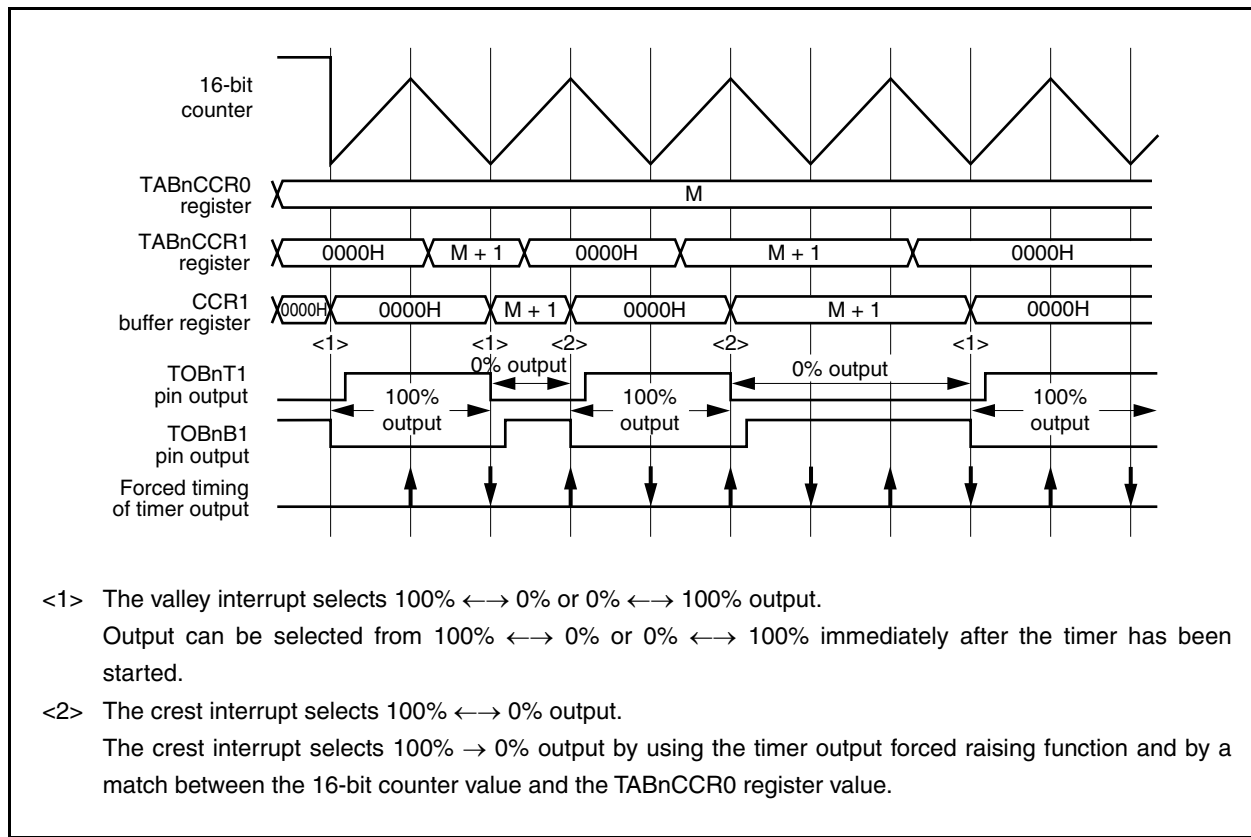 16-bit
counter
TABnCCR0
register
M
TABnCCR1
register
0000H M + 1 0000H M + 1 0000H
CCR1
buffer register
0000H 0000H M + 1 0000H M + 1 0000H
<1> <1> <2> <2> <1>
0% output 0% output
TOBnT1
pin output
100%
output
100%
output
100%
output
TOBnB1
pin output
Forced timing
of timer output
<1> The valley interrupt selects 100% ←→ 0% or 0% ←→ 100% output.
Output can be selected from 100% ←→ 0% or 0% ←→ 100% immediately after the timer has been
started.
<2> The crest interrupt selects 100% ←→ 0% output.
The crest interrupt selects 100% → 0% output by using the timer output forced raising function and by a
match between the 16-bit counter value and the TABnCCR0 register value.